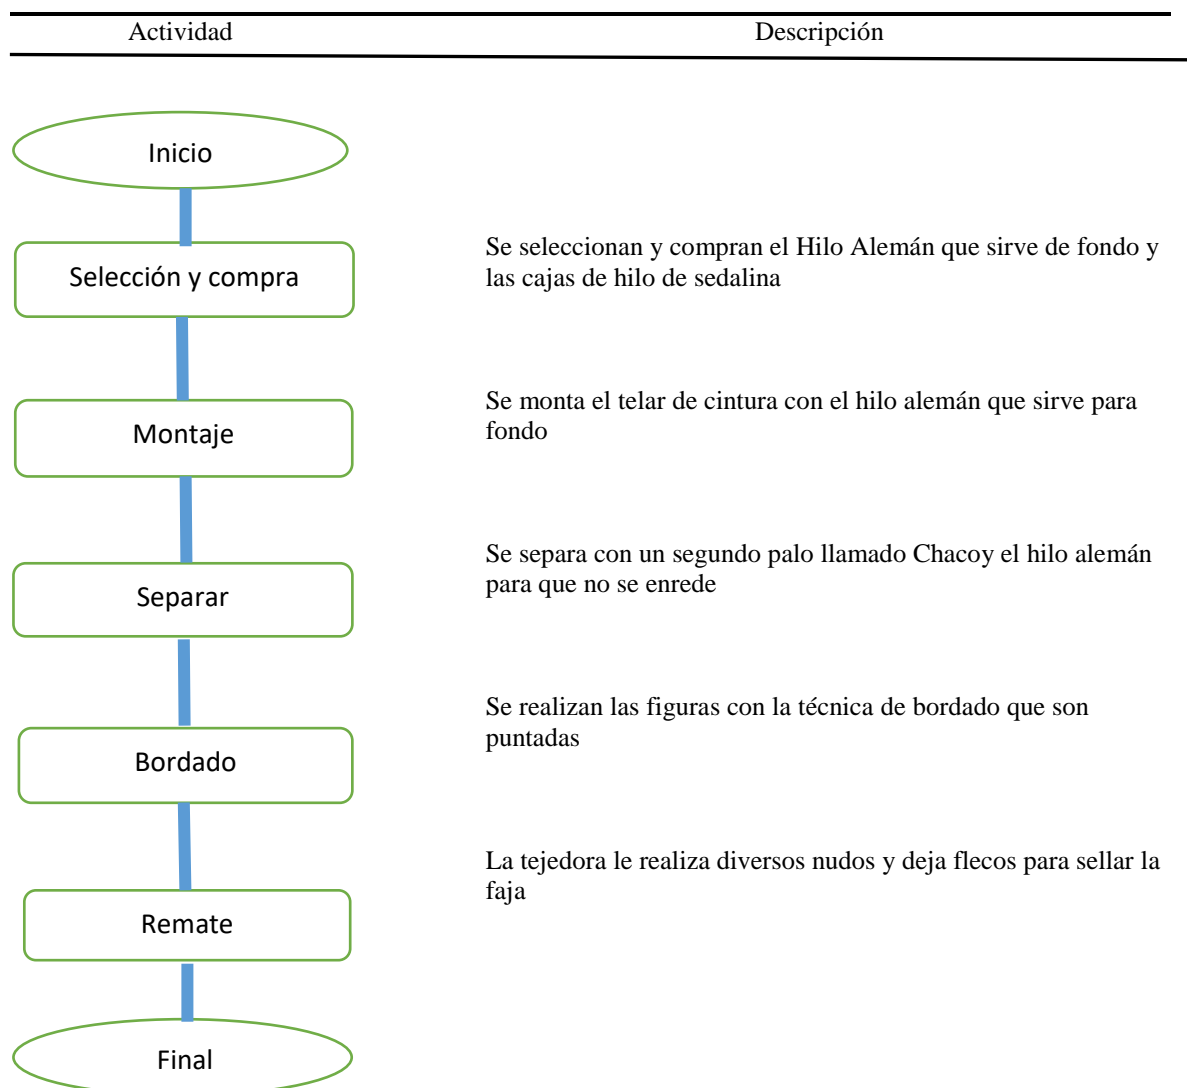 Actividad
Descripción
Inicio
Selección y compra
Se seleccionan y compran el Hilo Alemán que sirve de fondo y
las cajas de hilo de sedalina
Montaje
Se monta el telar de cintura con el hilo alemán que sirve para
fondo
Separar
Se separa con un segundo palo llamado Chacoy el hilo alemán
para que no se enrede
Bordado
Se realizan las figuras con la técnica de bordado que son
puntadas
Remate
La tejedora le realiza diversos nudos y deja flecos para sellar la
faja
Final